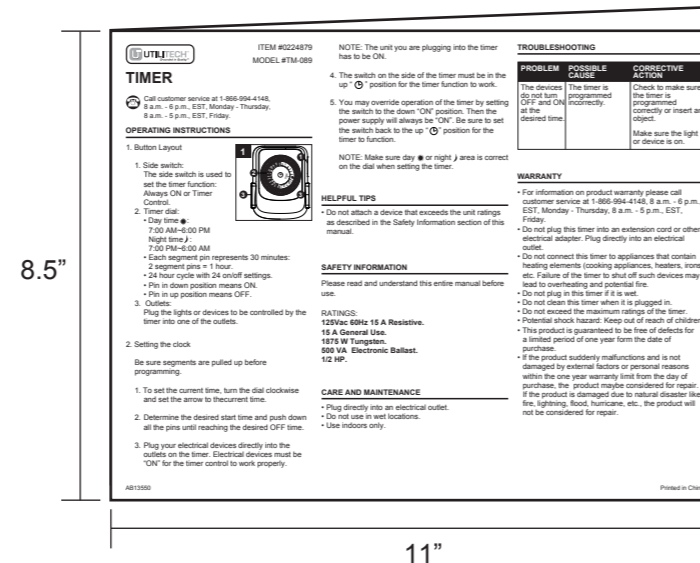 UTILITECH
ITEM #0224879
MODEL #TM-089
TIMER
Call customer service at 1-866-994-4148,
8 a.m. - 6 p.m., EST, Monday - Thursday,
8 a.m. - 5 p.m., EST, Friday.
OPERATING INSTRUCTIONS
1. Button Layout
1
1. Side switch:
The side switch is used to
set the timer function:
Always ON or Timer
Control.
2. Timer dial:
• Day time :
7:00 AM~6:00 PM
Night time :
7:00 PM~6:00 AM
• Each segment pin represents 30 minutes:
2 segment pins = 1 hour.
• 24 hour cycle with 24 on/off settings.
• Pin in down position means ON.
• Pin in up position means OFF.
3. Outlets:
Plug the lights or devices to be controlled by the
timer into one of the outlets.
2. Setting the clock
Be sure segments are pulled up before
programming.
1. To set the current time, turn the dial clockwise
and set the arrow to thecurrent time.
2. Determine the desired start time and push down
all the pins until reaching the desired OFF time.
3. Plug your electrical devices directly into the
outlets on the timer. Electrical devices must be
"ON" for the timer control to work properly.
AB13550
NOTE: The unit you are plugging into the timer
has to be ON.
4. The switch on the side of the timer must be in the
up " " position for the timer function to work.
5. You may override operation of the timer by setting
the switch to the down "ON" position. Then the
power supply will always be "ON". Be sure to set
the switch back to the up " " position for the
timer to function.
NOTE: Make sure day or night area is correct
on the dial when setting the timer.
HELPFUL TIPS
• Do not attach a device that exceeds the unit ratings
as described in the Safety Information section of this
manual.
SAFETY INFORMATION
Please read and understand this entire manual before
use.
RATINGS:
125Vac 60Hz 15 A Resistive.
15 A General Use.
1875 W Tungsten.
500 VA Electronic Ballast.
1/2 HP.
CARE AND MAINTENANCE
• Plug directly into an electrical outlet.
• Do not use in wet locations.
• Use indoors only.
TROUBLESHOOTING
PROBLEM POSSIBLE CAUSE CORRECTIVE ACTION
The devices do not turn OFF and ON at the desired time.
The timer is programmed incorrectly.
Check to make sure
the timer is
programmed
correctly or insert an
object.
Make sure the light
or device is on.
WARRANTY
• For information on product warranty please call
customer service at 1-866-994-4148, 8 a.m. - 6 p.m.,
EST, Monday - Thursday, 8 a.m. - 5 p.m., EST,
Friday.
• Do not plug this timer into an extension cord or other
electrical adapter. Plug directly into an electrical
outlet.
• Do not connect this timer to appliances that contain
heating elements (cooking appliances, heaters, irons,
etc. Failure of the timer to shut off such devices may
lead to overheating and potential fire.
• Do not plug in this timer if it is wet.
• Do not clean this timer when it is plugged in.
• Do not exceed the maximum ratings of the timer.
• Potential shock hazard: Keep out of reach of children
• This product is guaranteed to be free of defects for
a limited period of one year form the date of
purchase.
• If the product suddenly malfunctions and is not
damaged by external factors or personal reasons
within the one year warranty limit from the day of
purchase, the product maybe considered for repair.
If the product is damaged due to natural disaster like
fire, lightning, flood, hurricane, etc., the product will
not be considered for repair.
Printed in Chin
8.5"
11"